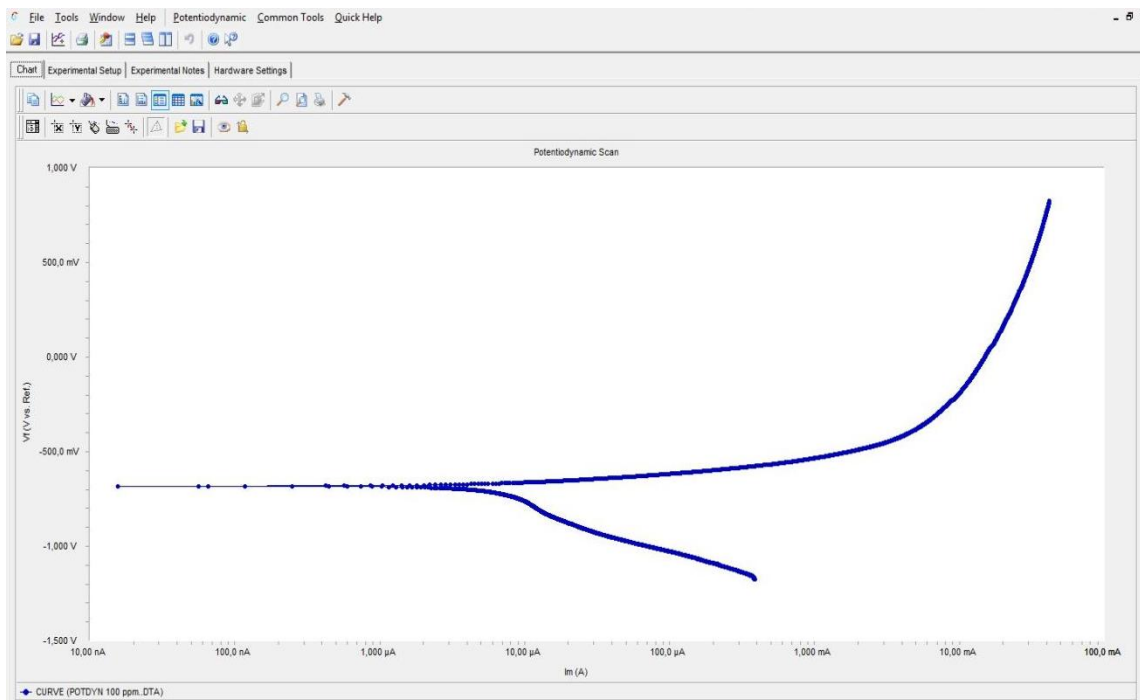 File Tools Window Help Potentiodynamic Common Tools Quick Help
Chart Experimental Setup Experimental Notes Hardware Settings
Potentiodynamic Scan
1,000 V
500,0 mV
0,000 V
-500,0 mV
-1,000 V
-1,500 V
Vf (V vs. Ref.)
10,00 nA 100,0 nA 1,000 µA 10,00 µA 100,0 µA 1,000 mA 10,00 mA 100,0 mA
Im (A)
CURVE (POTDYN 100 ppm..DTA)